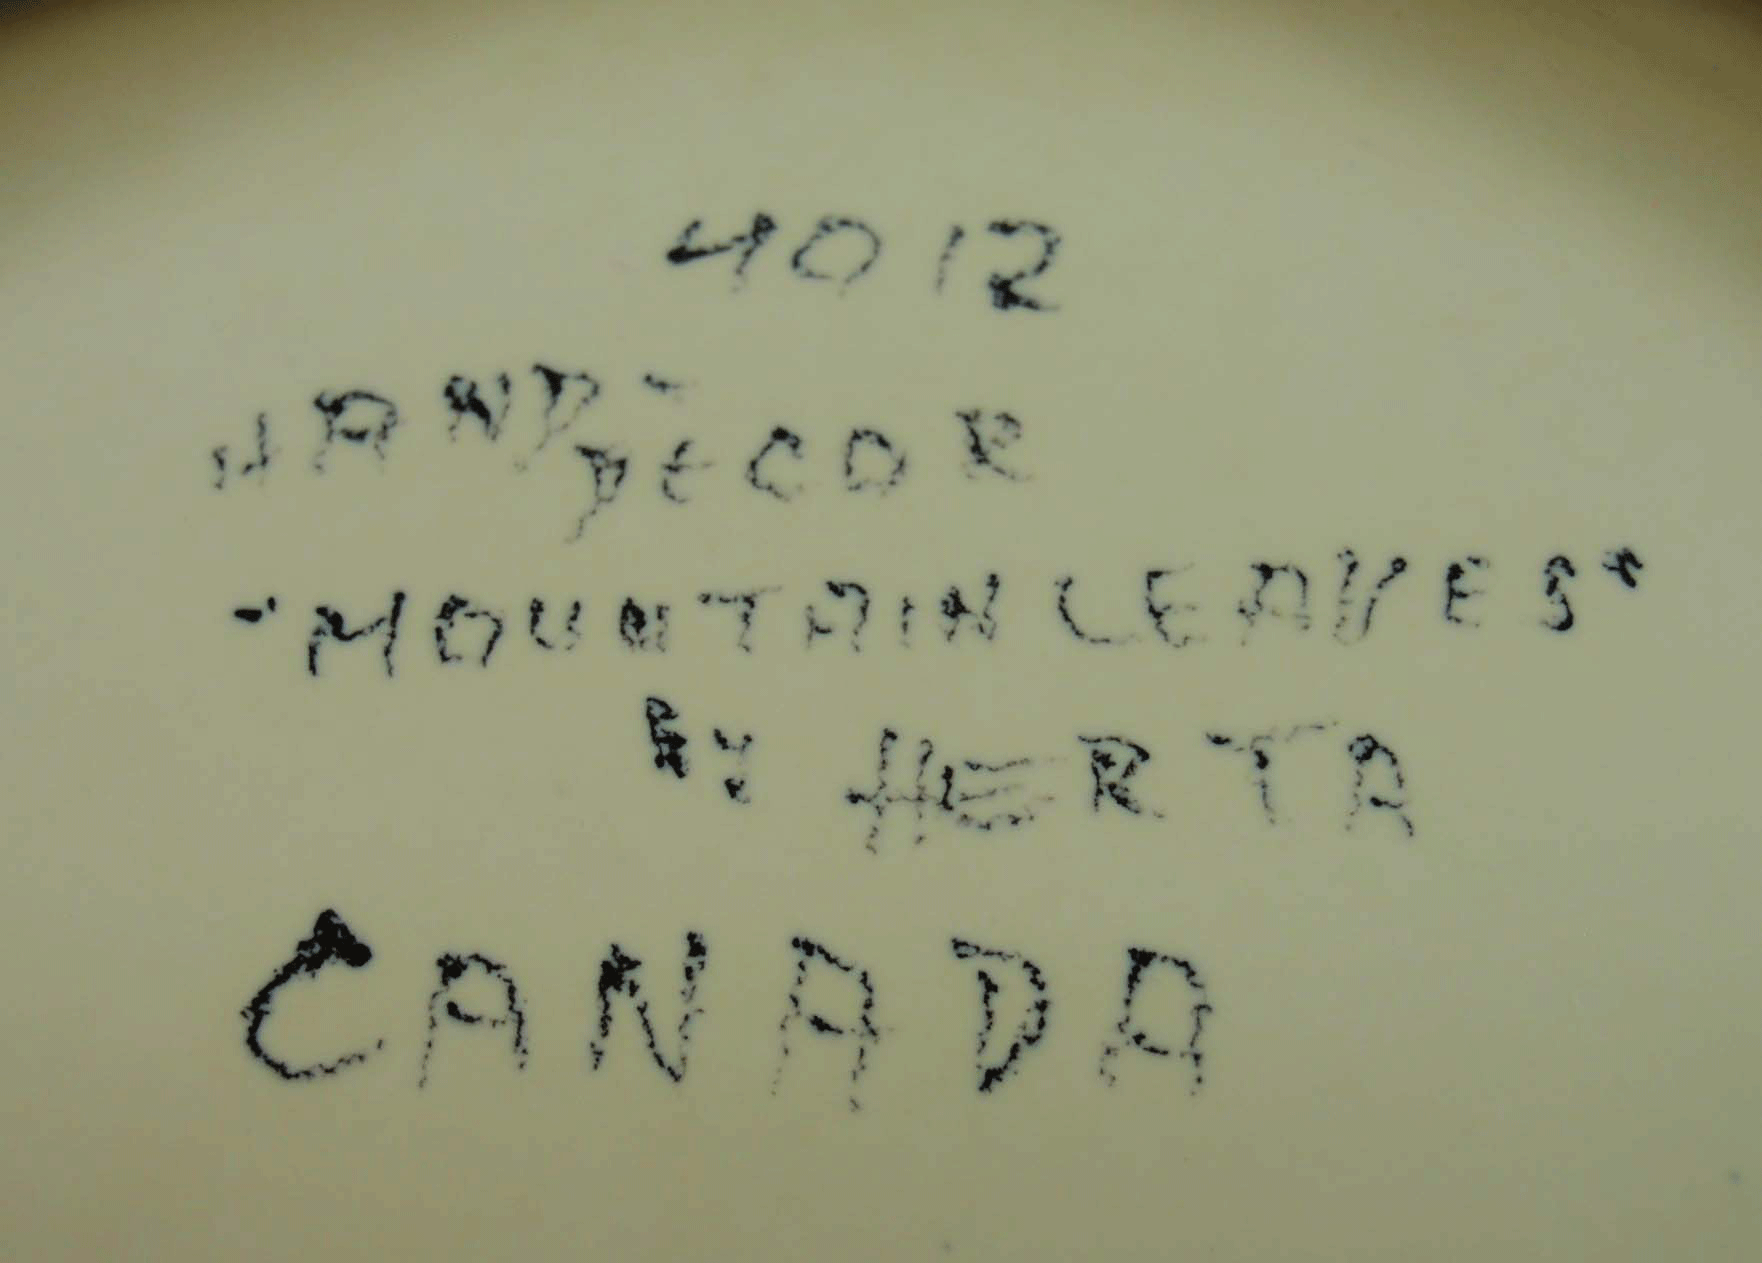 4012
HAND-
DECOR
"MOUNTAIN LEAVES"
BY HERTA
CANADA